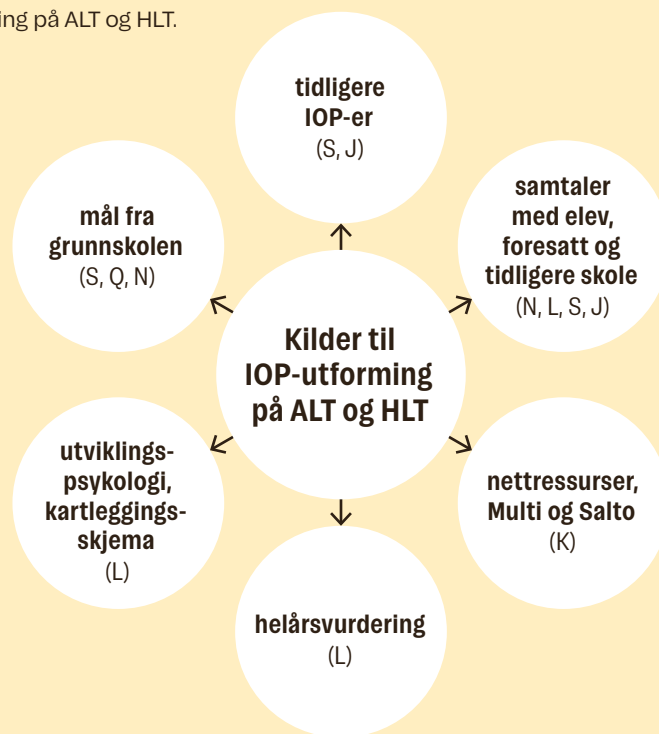 ing på ALT og HLT.
tidligere
IOP-er
(S, J)
mål fra
grunnskolen
(S, Q, N)
samtaler
med elev,
foresatt og
tidligere skole
(N, L, S, J)
Kilder til
IOP-utforming
på ALT og HLT
utviklings-
psykologi,
kartleggings-
skjema
(L)
nettressurser,
Multi og Salto
(K)
helårsvurdering
(L)